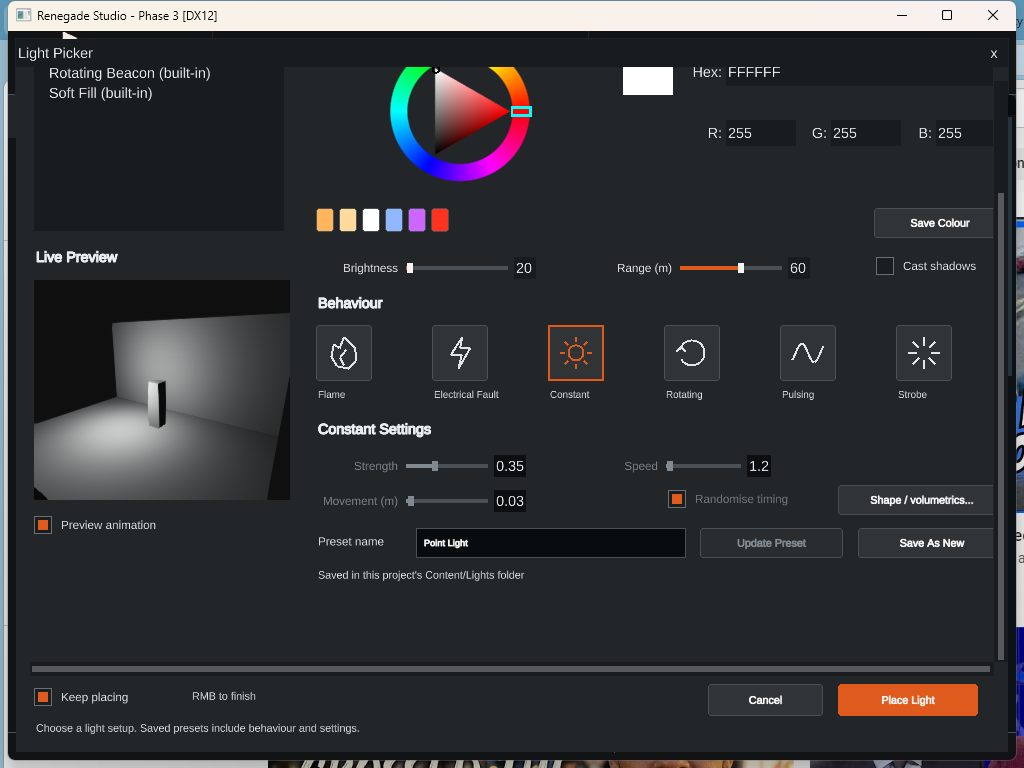 Renegade Studio - Phase 3 [DX12]
Light Picker
x
Rotating Beacon (built-in)
Soft Fill (built-in)
Hex: FFFFFF
R: 255 G: 255 B: 255
Save Colour
Live Preview
Brightness 20 Range (m) 60 Cast shadows
Behaviour
Flame Electrical Fault Constant Rotating Pulsing Strobe
Constant Settings
Strength 0.35 Speed 1.2
Movement (m) 0.03 Randomise timing Shape / volumetrics...
Preview animation
Preset name Point Light Update Preset Save As New
Saved in this project's Content/Lights folder
Keep placing RMB to finish Cancel Place Light
Choose a light setup. Saved presets include behaviour and settings.